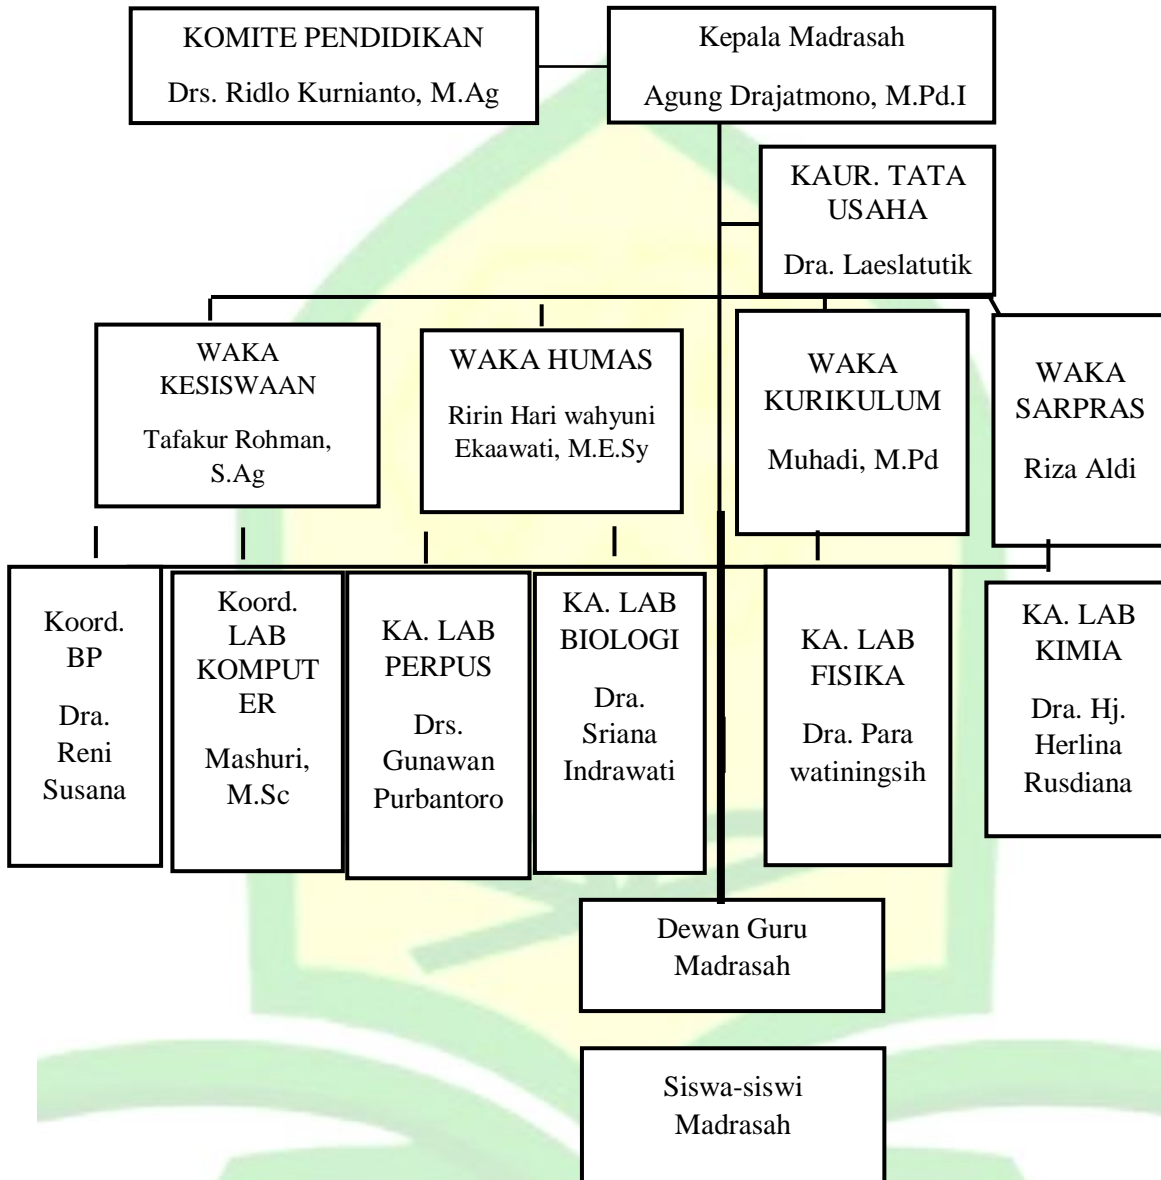 KOMITE PENDIDIKAN
Drs. Ridlo Kurnianto, M.Ag
Kepala Madrasah
Agung Drajatmono, M.Pd.I
KAUR. TATA
USAHA
Dra. Laeslatutik
WAKA
KESISWAAN
Tafakur Rohman,
S.Ag
WAKA HUMAS
Ririn Hari wahyuni
Ekaawati, M.E.Sy
WAKA
KURIKULUM
Muhadi, M.Pd
WAKA
SARPRAS
Riza Aldi
Koord.
BP
Dra.
Reni
Susana
Koord.
LAB
KOMPUT
ER
Mashuri,
M.Sc
KA. LAB
PERPUS
Drs.
Gunawan
Purbantoro
KA. LAB
BIOLOGI
Dra.
Sriana
Indrawati
KA. LAB
FISIKA
Dra. Para
watiningsih
KA. LAB
KIMIA
Dra. Hj.
Herlina
Rusdiana
Dewan Guru
Madrasah
Siswa-siswi
Madrasah